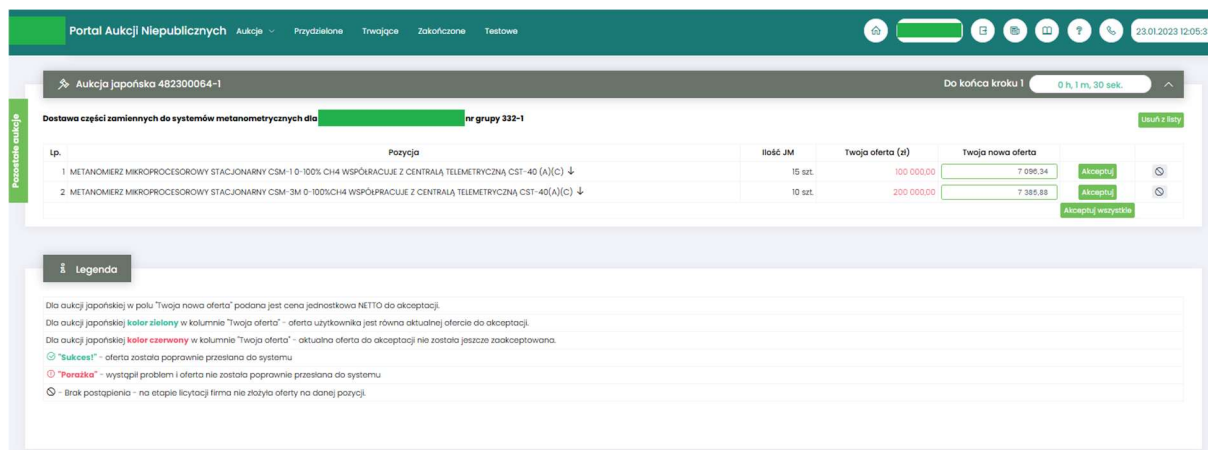 Portal Aukcji Niepublicznych Aukcje Przydzielone Trwające Zakończone Testowe 23.01.2023 12:05:3
Aukcja japońska 482300064-1 Do końca kroku 1 0 h, 1 m, 30 sek.
Pozostałe aukcje
Dostawa części zamiennych do systemów metanometrycznych dla nr grupy 332-1 Usuń z listy
Lp. Pozycja Ilość JM Twoja oferta (zł) Twoja nowa oferta
1 METANOMIERZ MIKROPROCESOROWY STACJONARNY CSM-1 0-100% CH4 WSPÓŁPRACUJE Z CENTRALĄ TELEMETRYCZNĄ CST-40 (A)(C) 15 szt. 100 000,00 7 096,34 Akceptuj
2 METANOMIERZ MIKROPROCESOROWY STACJONARNY CSM-3M 0-100%CH4 WSPÓŁPRACUJE Z CENTRALĄ TELEMETRYCZNĄ CST-40(A)(C) 10 szt. 200 000,00 7 385,88 Akceptuj
Akceptuj wszystkie
Legenda
Dla aukcji japońskiej w polu "Twoja nowa oferta" podana jest cena jednostkowa NETTO do akceptacji.
Dla aukcji japońskiej kolor zielony w kolumnie "Twoja oferta" - oferta użytkownika jest równa aktualnej ofercie do akceptacji.
Dla aukcji japońskiej kolor czerwony w kolumnie "Twoja oferta" - aktualna oferta do akceptacji nie została jeszcze zaakceptowana.
"Sukces!" - oferta została poprawnie przesłana do systemu
"Porażka" - wystąpił problem i oferta nie została poprawnie przesłana do systemu
- Brak postąpienia - na etapie licytacji firma nie złożyła oferty na danej pozycji.